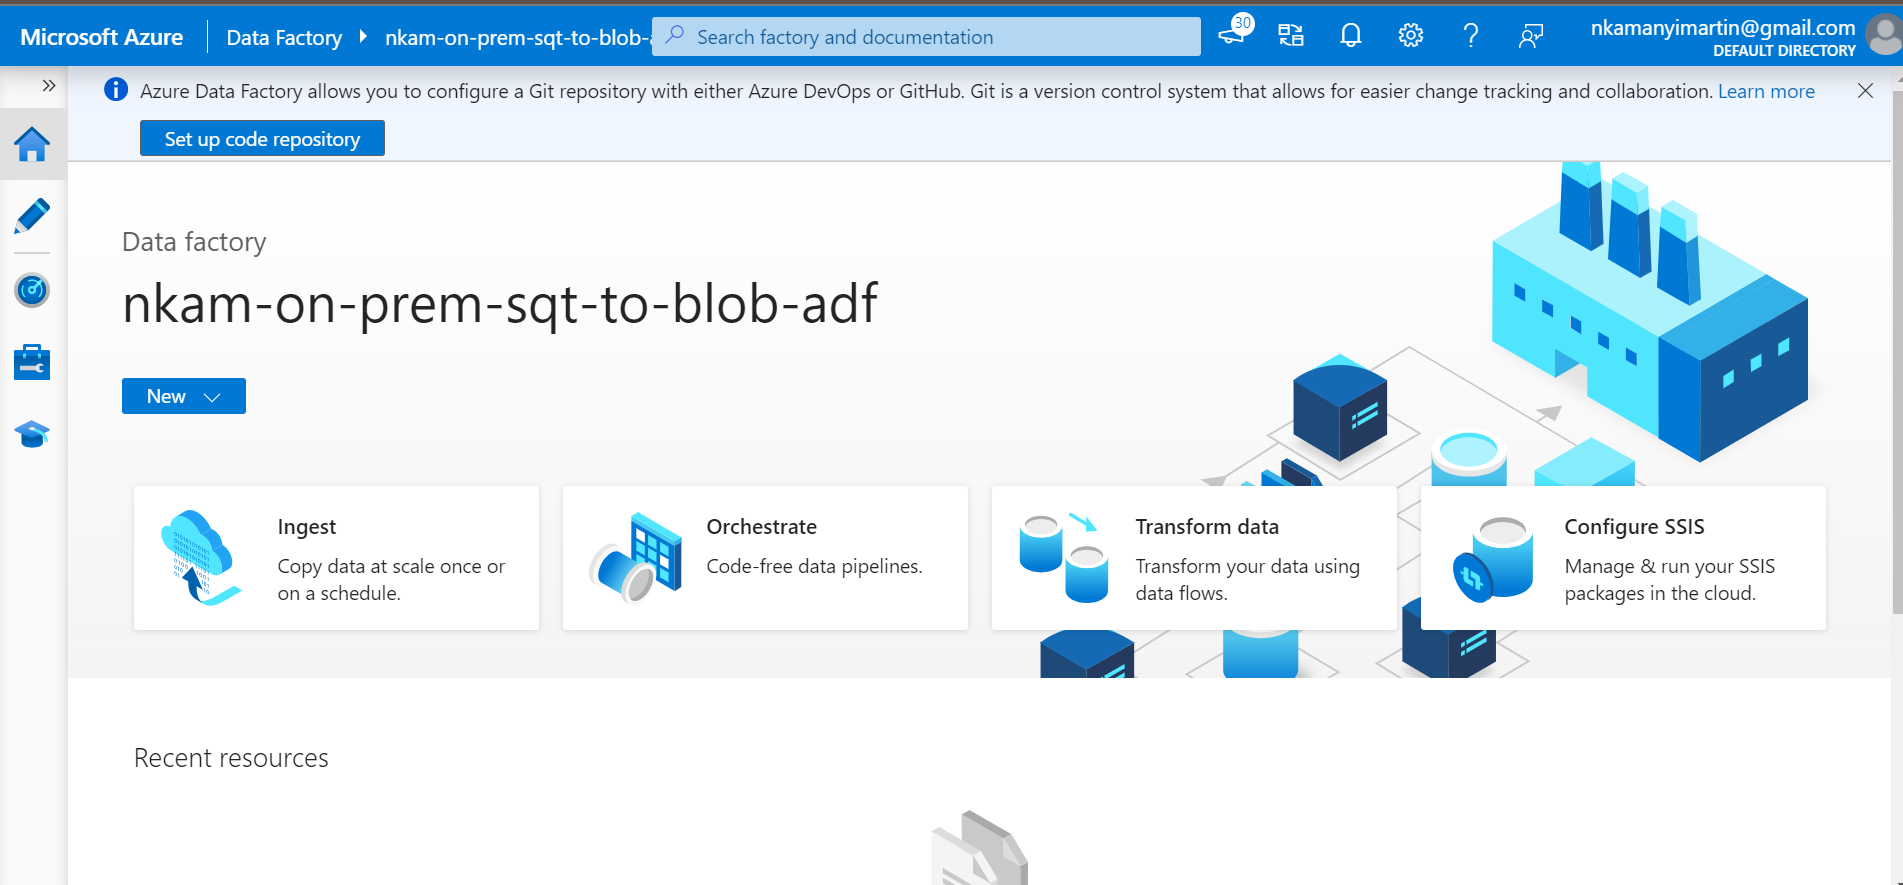 Microsoft Azure
Data Factory
nkam-on-prem-sqt-to-blob-
Search factory and documentation
30
nkamanyimartin@gmail.com
DEFAULT DIRECTORY
Azure Data Factory allows you to configure a Git repository with either Azure DevOps or GitHub. Git is a version control system that allows for easier change tracking and collaboration. Learn more
Set up code repository
Data factory
nkam-on-prem-sqt-to-blob-adf
New
Ingest
Copy data at scale once or
on a schedule.
Orchestrate
Code-free data pipelines.
Transform data
Transform your data using
data flows.
Configure SSIS
Manage & run your SSIS
packages in the cloud.
Recent resources